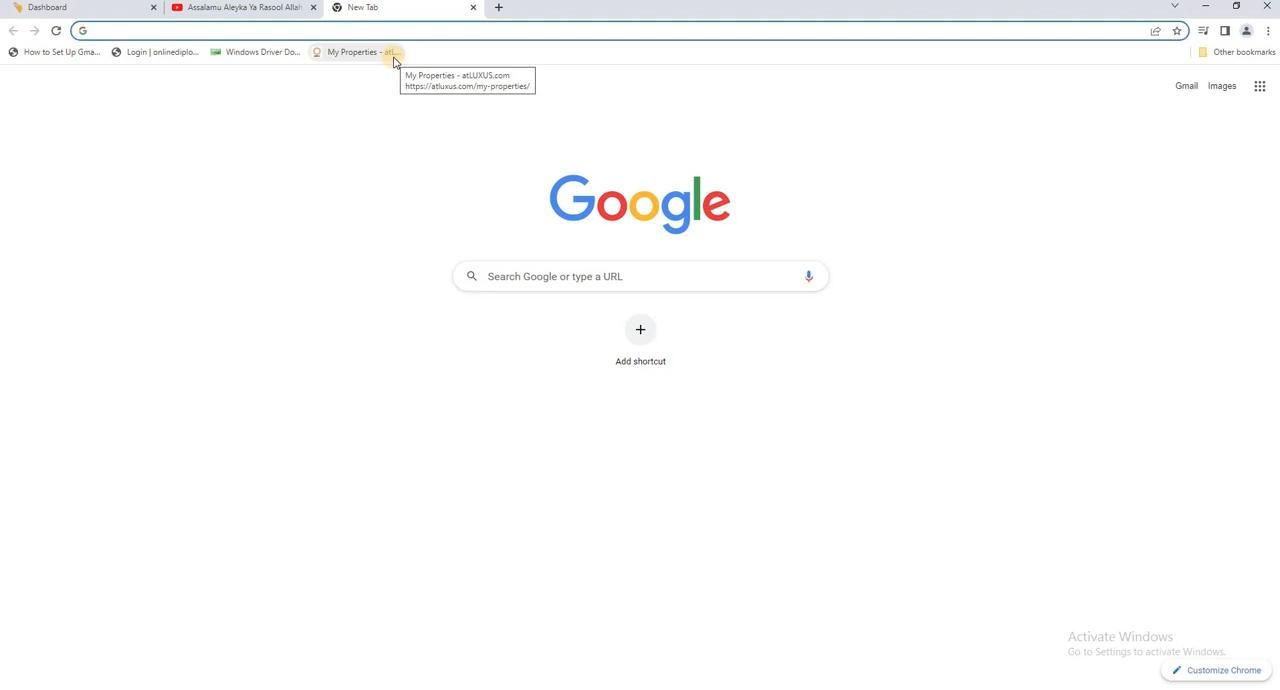 Dashboard
Assalamu Aleyka Ya Rasool Allah
New Tab
How to Set Up Gma...
Login | onlinediplo...
Windows Driver Do...
My Properties - atL...
Other bookmarks
My Properties - atLUXUS.com
https://atluxus.com/my-properties/
Gmail
Images
Google
Search Google or type a URL
Add shortcut
Activate Windows
Go to Settings to activate Windows.
Customize Chrome